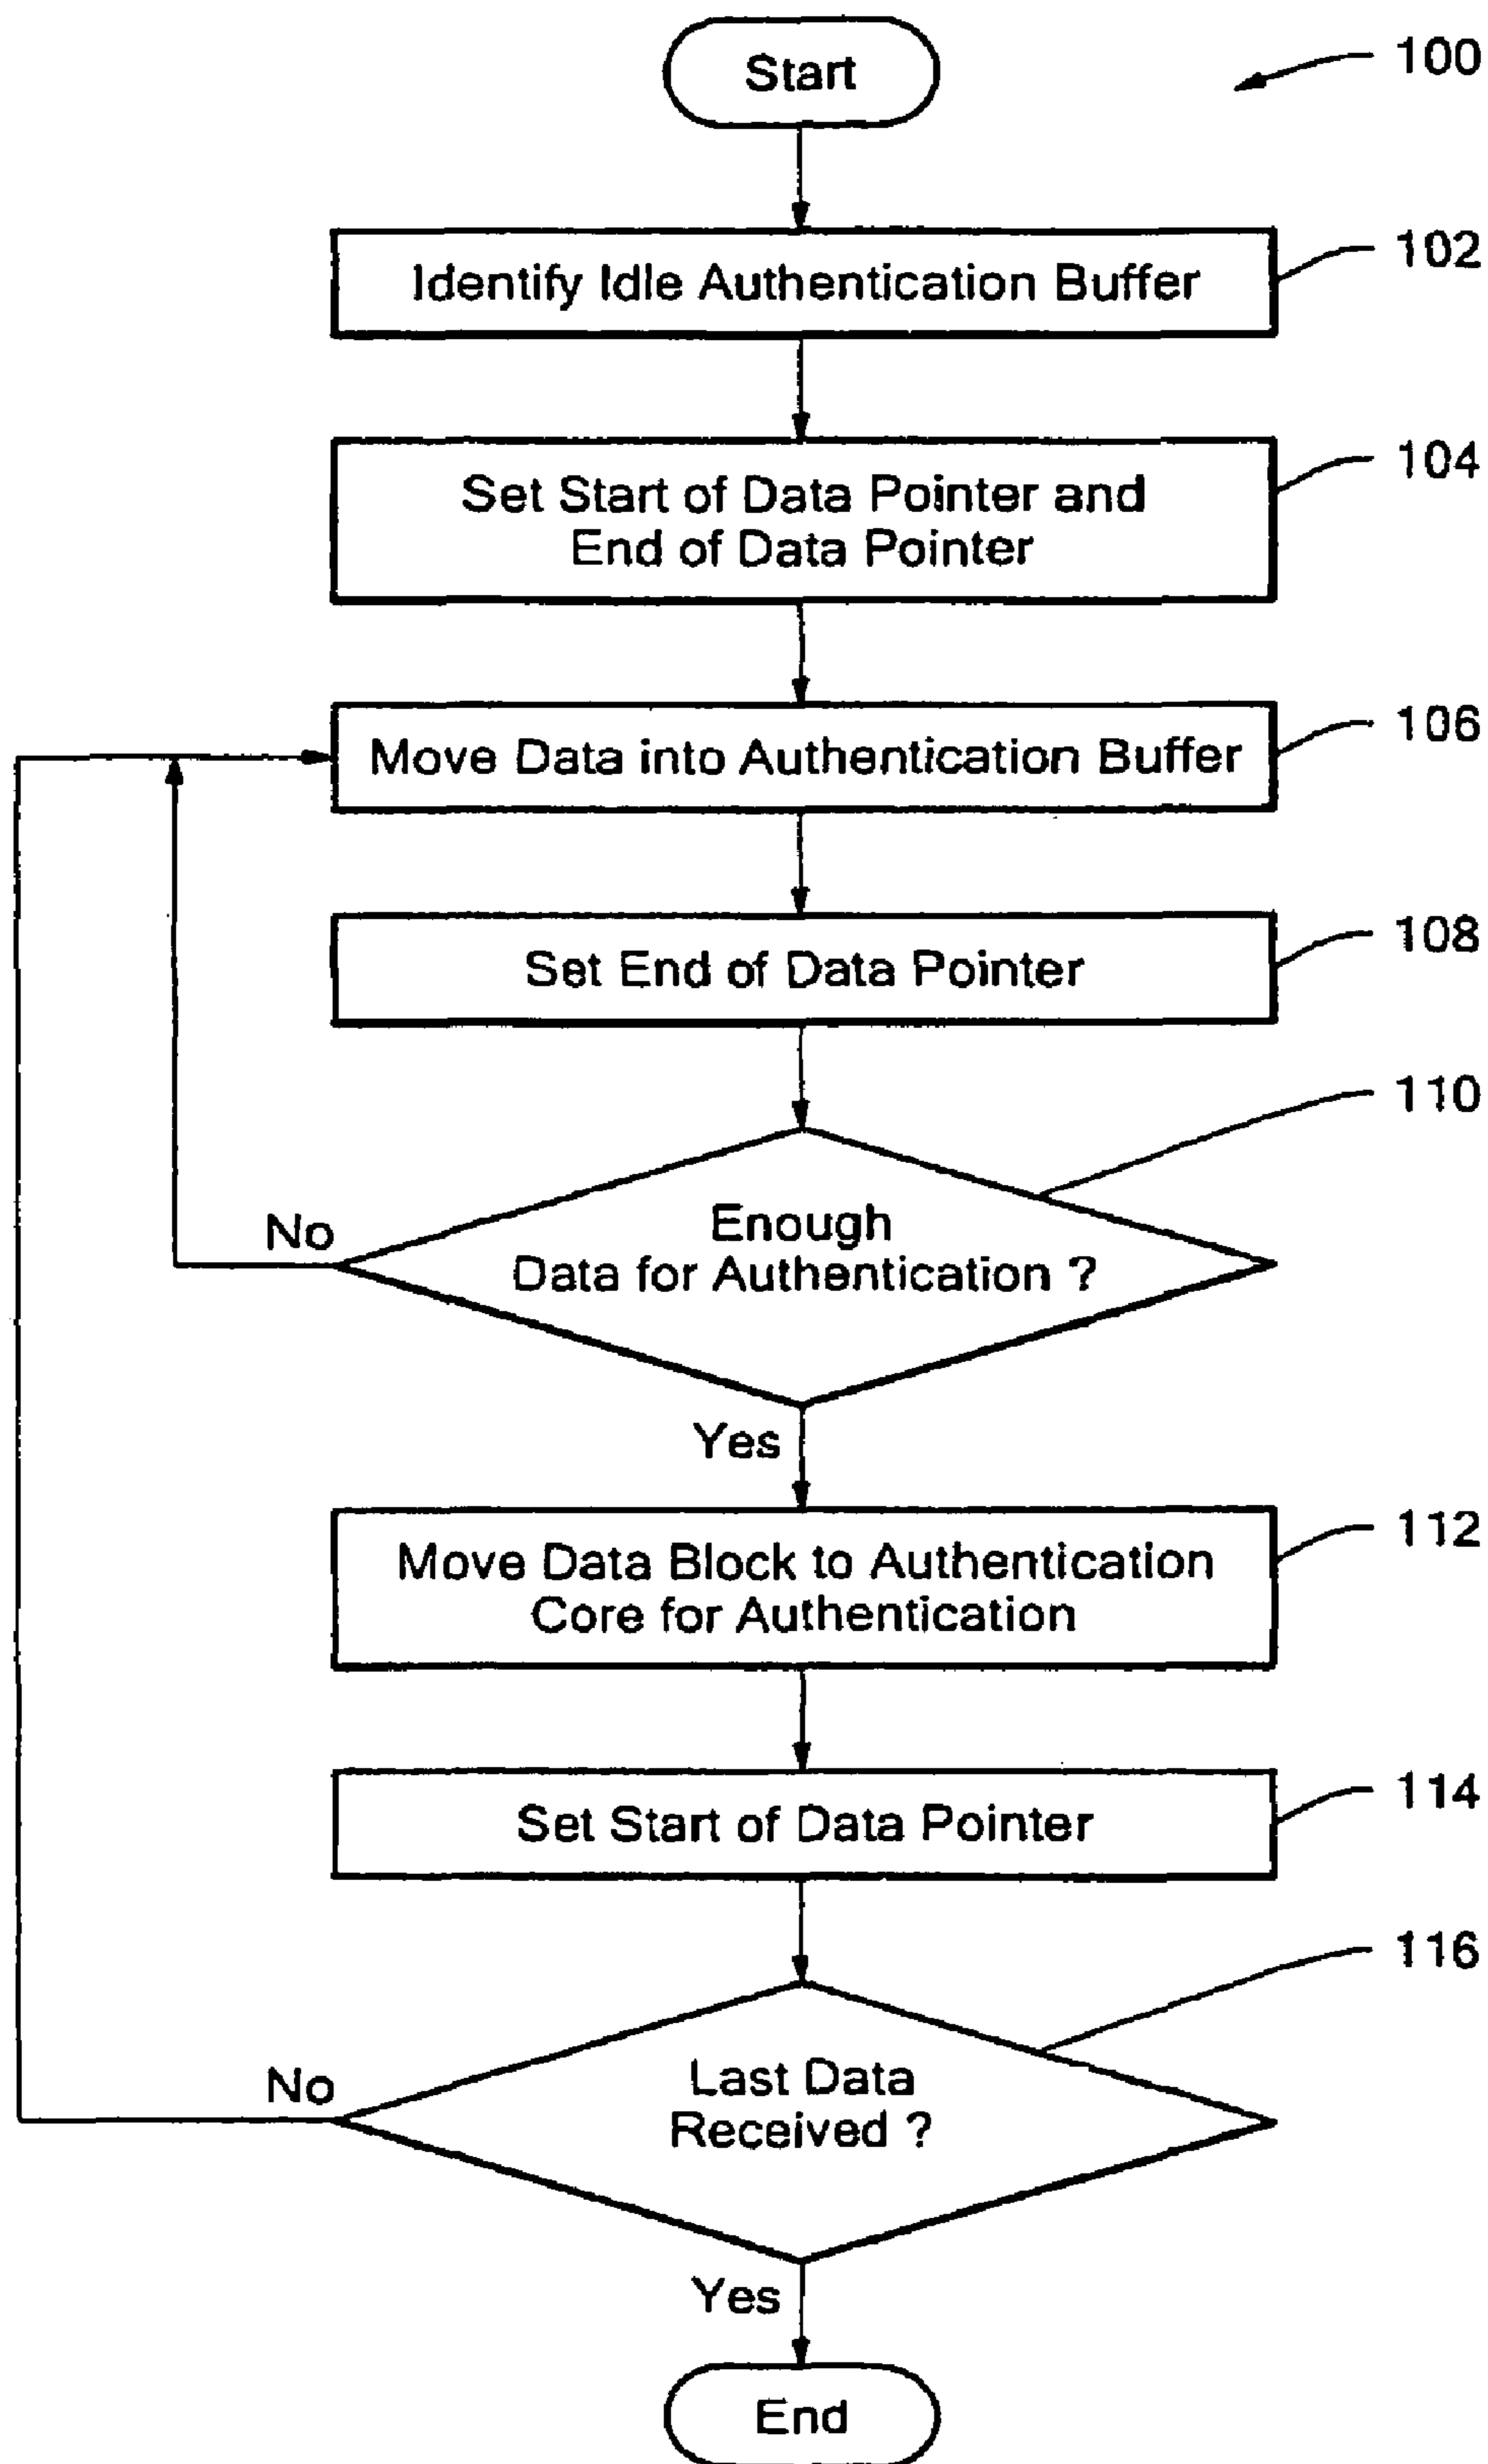 Start
100
Identify Idle Authentication Buffer
102
Set Start of Data Pointer and
End of Data Pointer
104
Move Data into Authentication Buffer
106
Set End of Data Pointer
108
110
Enough
Data for Authentication ?
No
Yes
Move Data Block to Authentication
Core for Authentication
112
Set Start of Data Pointer
114
116
Last Data
Received ?
No
Yes
End